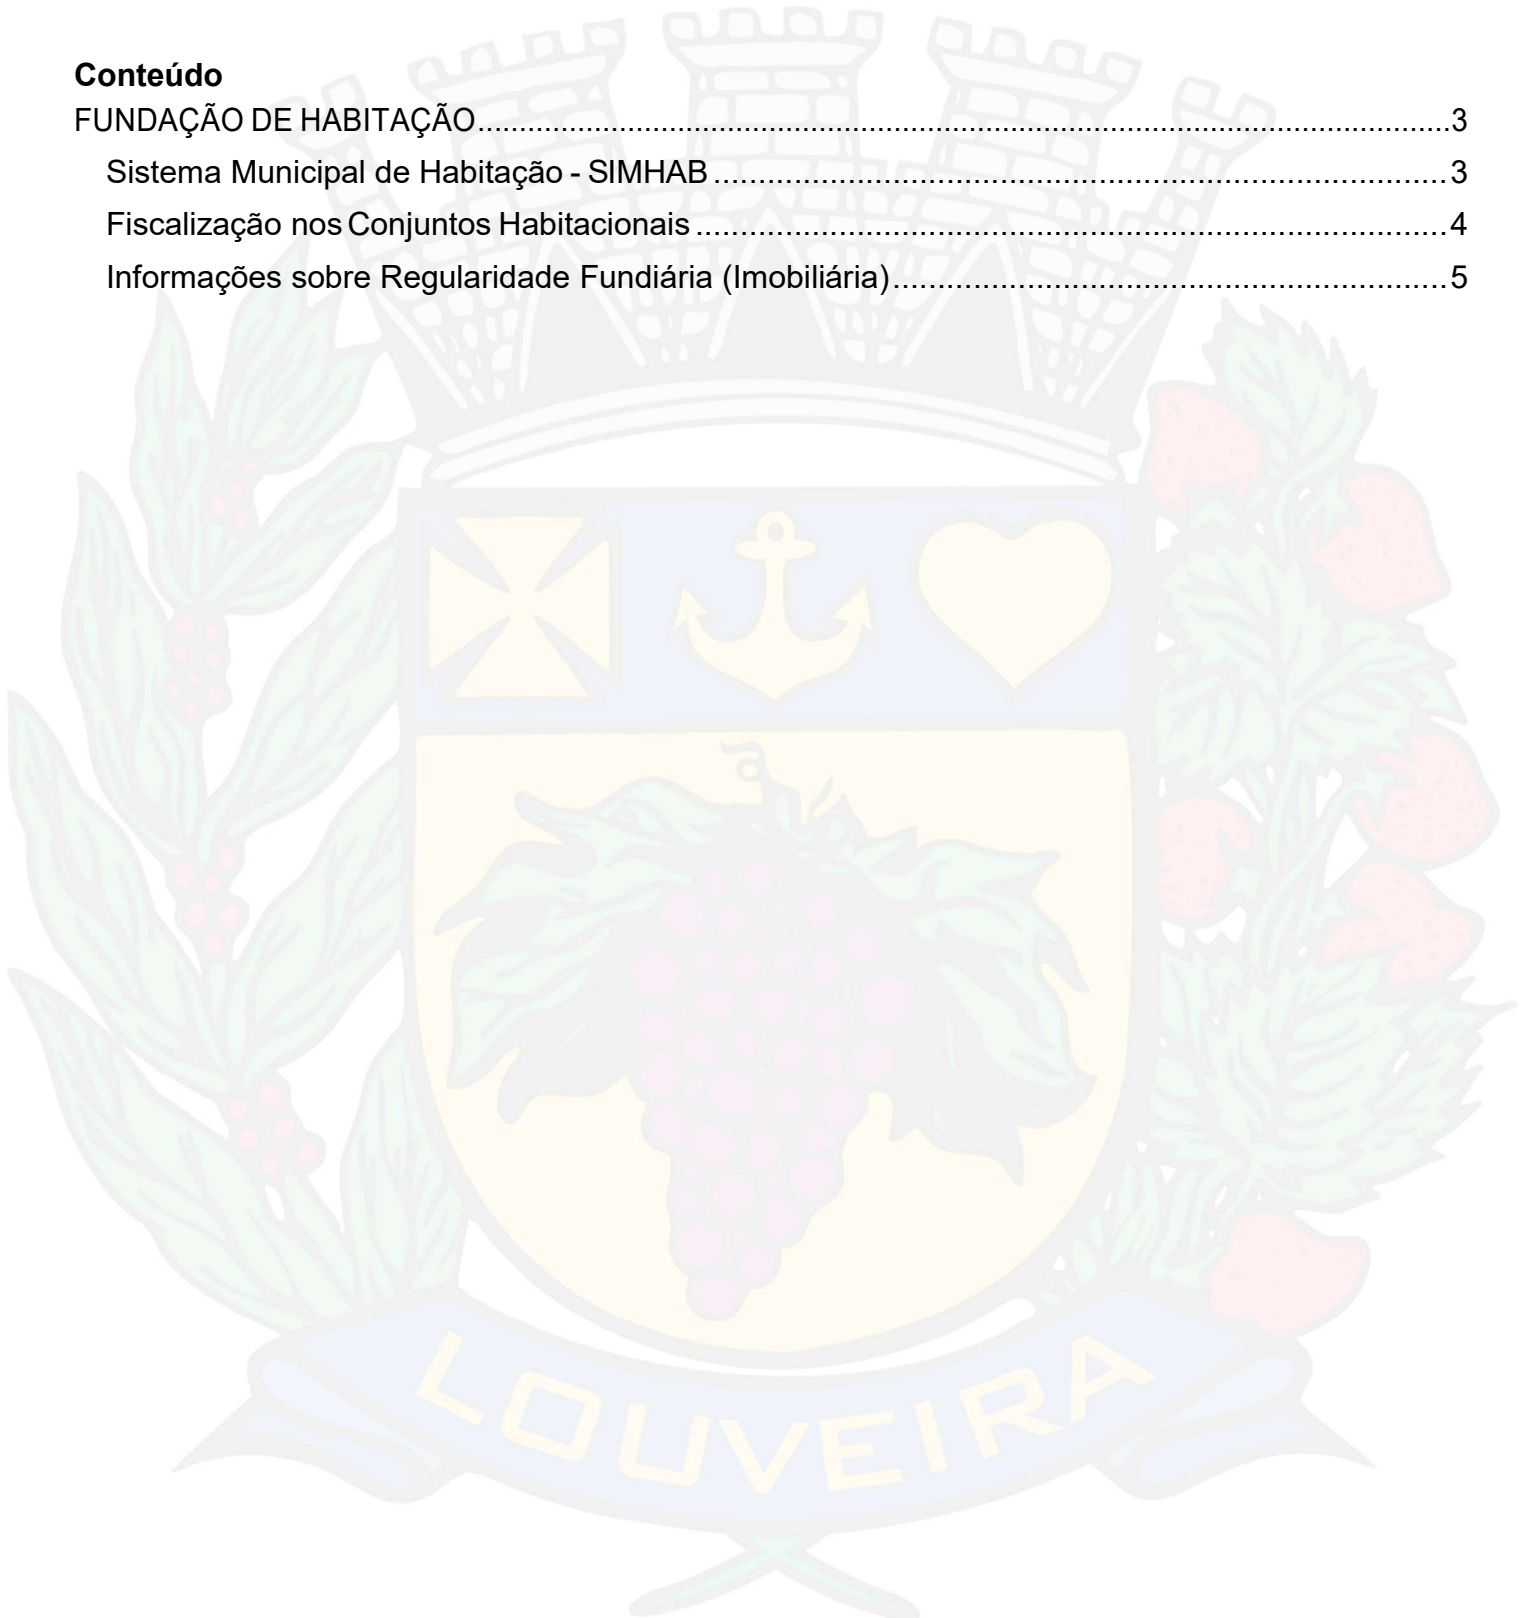 Conteúdo
FUNDAÇÃO DE HABITAÇÃO....................................................................................................................3
Sistema Municipal de Habitação - SIMHAB....................................................................................3
Fiscalização nos Conjuntos Habitacionais....................................................................................4
Informações sobre Regularidade Fundiária (Imobiliária)..............................................................5
LOUVEIRA